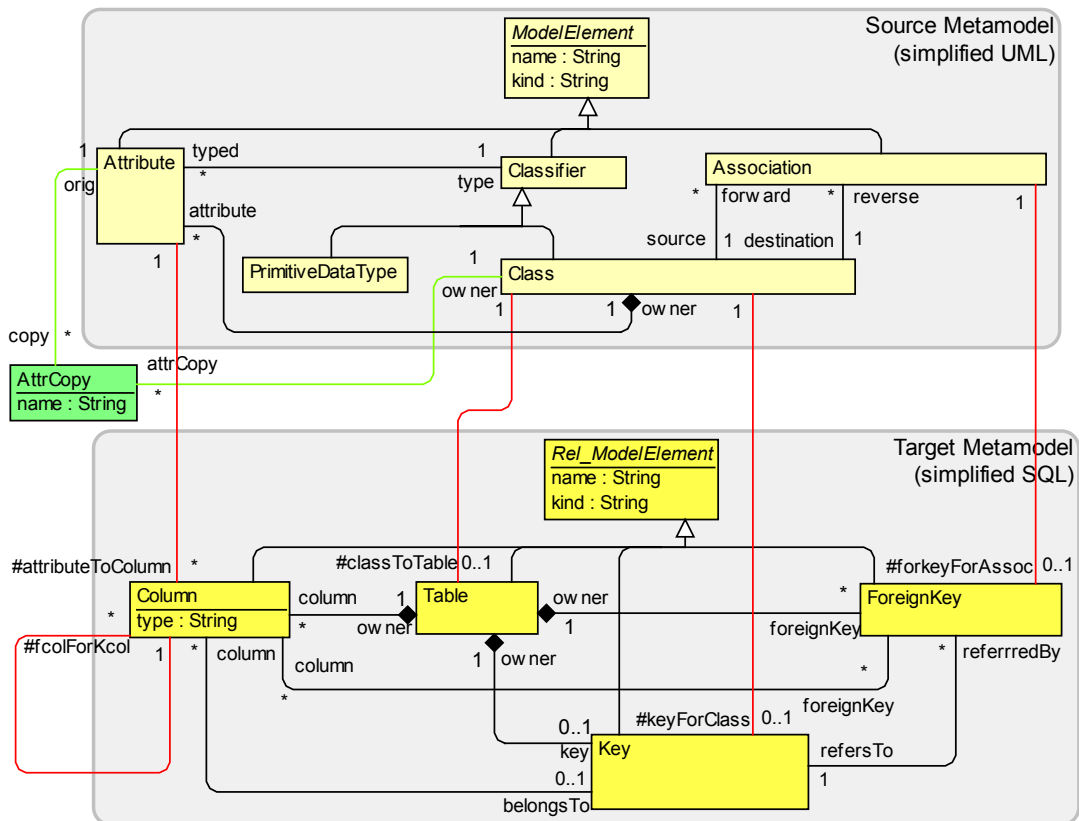 Source Metamodel
(simplified UML)
ModelElement
name : String
kind : String
1
Attribute
typed
*
1
type
Classifier
Association
orig
*
forw ard
*
reverse
1
attribute
*
1
source
1
destination
1
PrimitiveDataType
1
ow ner
Class
1
1
ow ner
1
copy *
attrCopy
*
AttrCopy
name : String
Target Metamodel
(simplified SQL)
Rel_ModelElement
name : String
kind : String
#attributeToColumn
*
#classToTable
0..1
#forkeyForAssoc
0..1
Column
type : String
column
*
1
ow ner
Table
ow ner
1
*
foreignKey
ForeignKey
*
#fcolForKcol
1
*
column
column
*
1
ow ner
*
foreignKey
*
referrredBy
0..1
key
#keyForClass
0..1
Key
refersTo
1
0..1
belongsTo